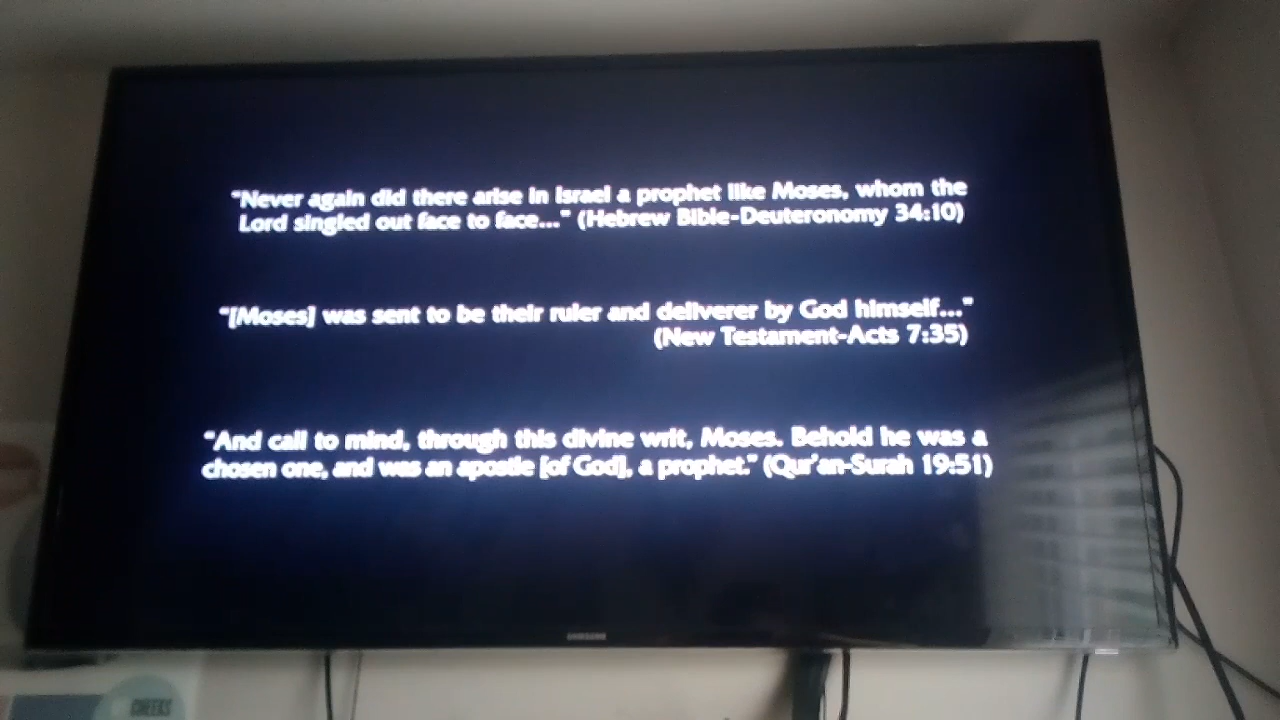 "Never again did there arise in Israel a prophet like Moses, whom the
Lord singled out face to face..." (Hebrew Bible-Deuteronomy 34:10)
"[Moses] was sent to be their ruler and deliverer by God himself..."
(New Testament-Acts 7:35)
"And call to mind, through this divine writ, Moses. Behold he was a
chosen one, and was an apostle [of God], a prophet." (Qur'an-Surah 19:51)
SAMSUNG
CHEEKS